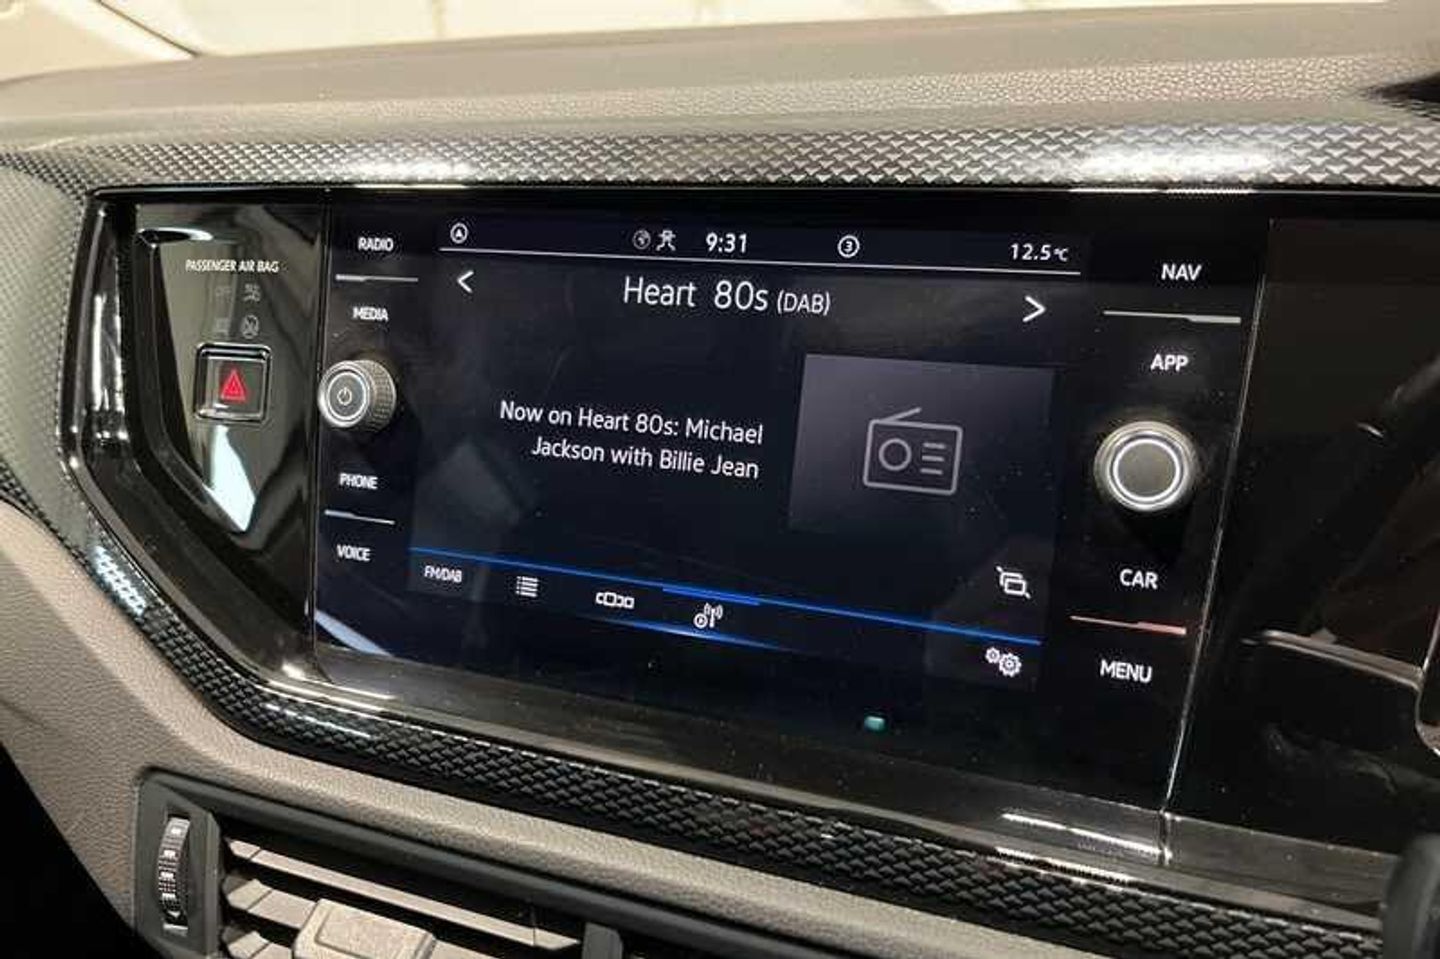 PASSENGER AIR BAG
RADIO
MEDIA
PHONE
VOICE
9:31
3
12.5°C
Heart 80s (DAB)
Now on Heart 80s: Michael
Jackson with Billie Jean
FM/DAB
NAV
APP
CAR
MENU